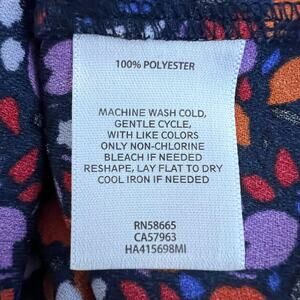 100% POLYESTER
MACHINE WASH COLD,
GENTLE CYCLE,
WITH LIKE COLORS
ONLY NON-CHLORINE
BLEACH IF NEEDED
RESHAPE, LAY FLAT TO DRY
COOL IRON IF NEEDED
RN58665
CA57963
HA415698MI